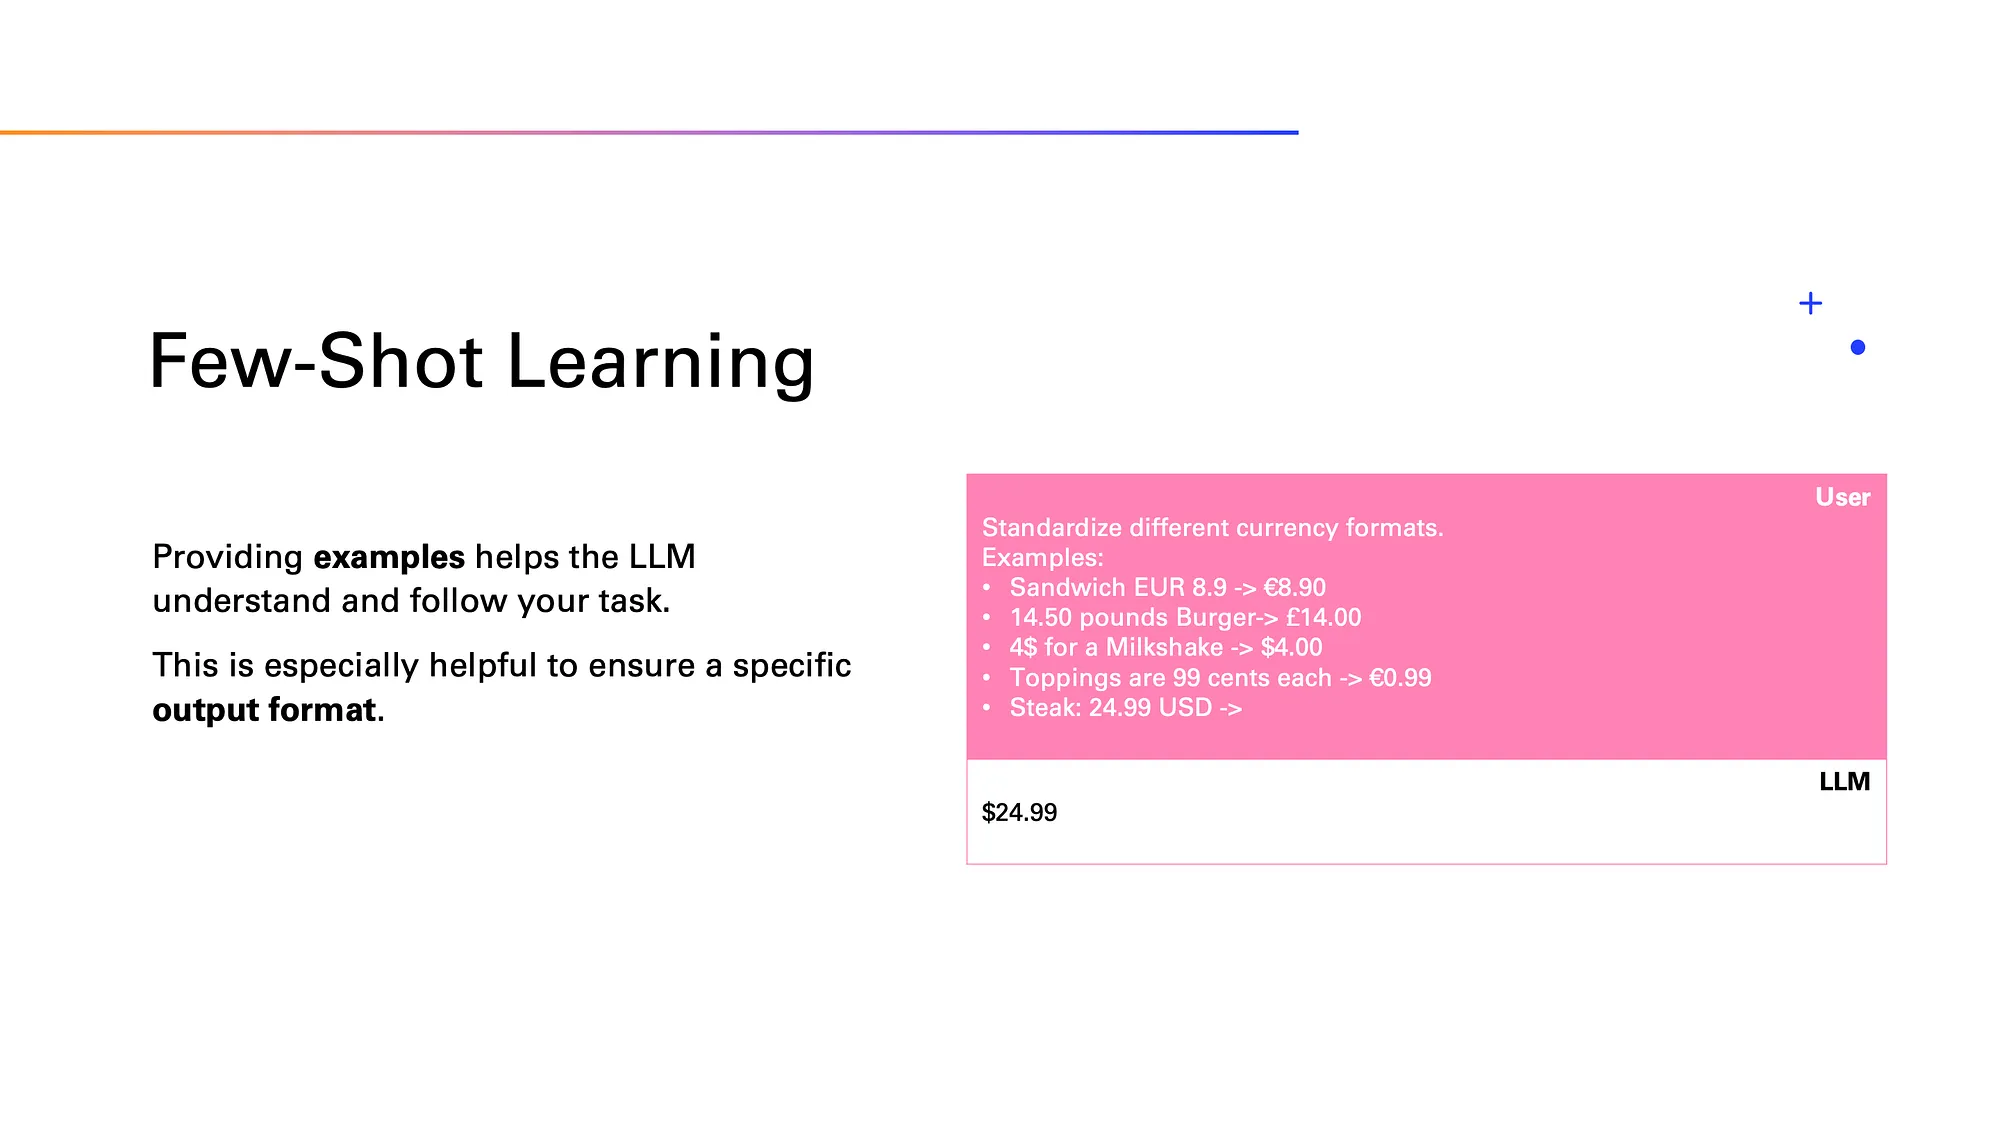 Few-Shot Learning
Providing examples helps the LLM
understand and follow your task.
This is especially helpful to ensure a specific
output format.
User
Standardize different currency formats.
Examples:
• Sandwich EUR 8.9 -> €8.90
• 14.50 pounds Burger-> £14.00
• 4$ for a Milkshake -> $4.00
• Toppings are 99 cents each -> €0.99
• Steak: 24.99 USD ->
LLM
$24.99